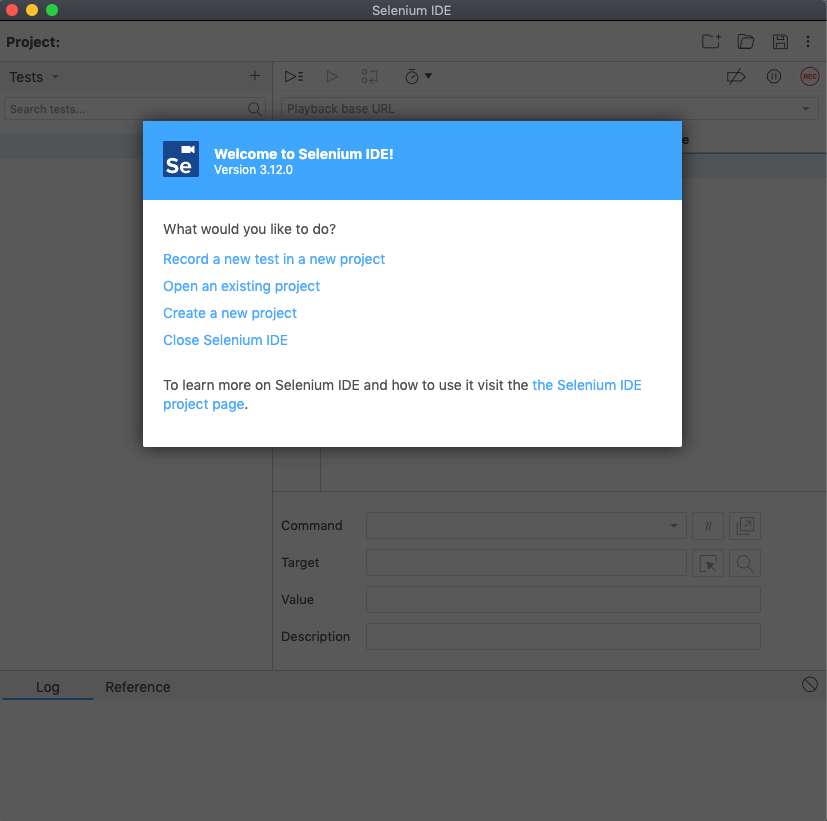 Selenium IDE
Project:
Tests
Search tests...
Playback base URL
REC
e
Se
Welcome to Selenium IDE!
Version 3.12.0
What would you like to do?
Record a new test in a new project
Open an existing project
Create a new project
Close Selenium IDE
To learn more on Selenium IDE and how to use it visit the the Selenium IDE
project page.
Command
//
Target
Value
Description
Log
Reference